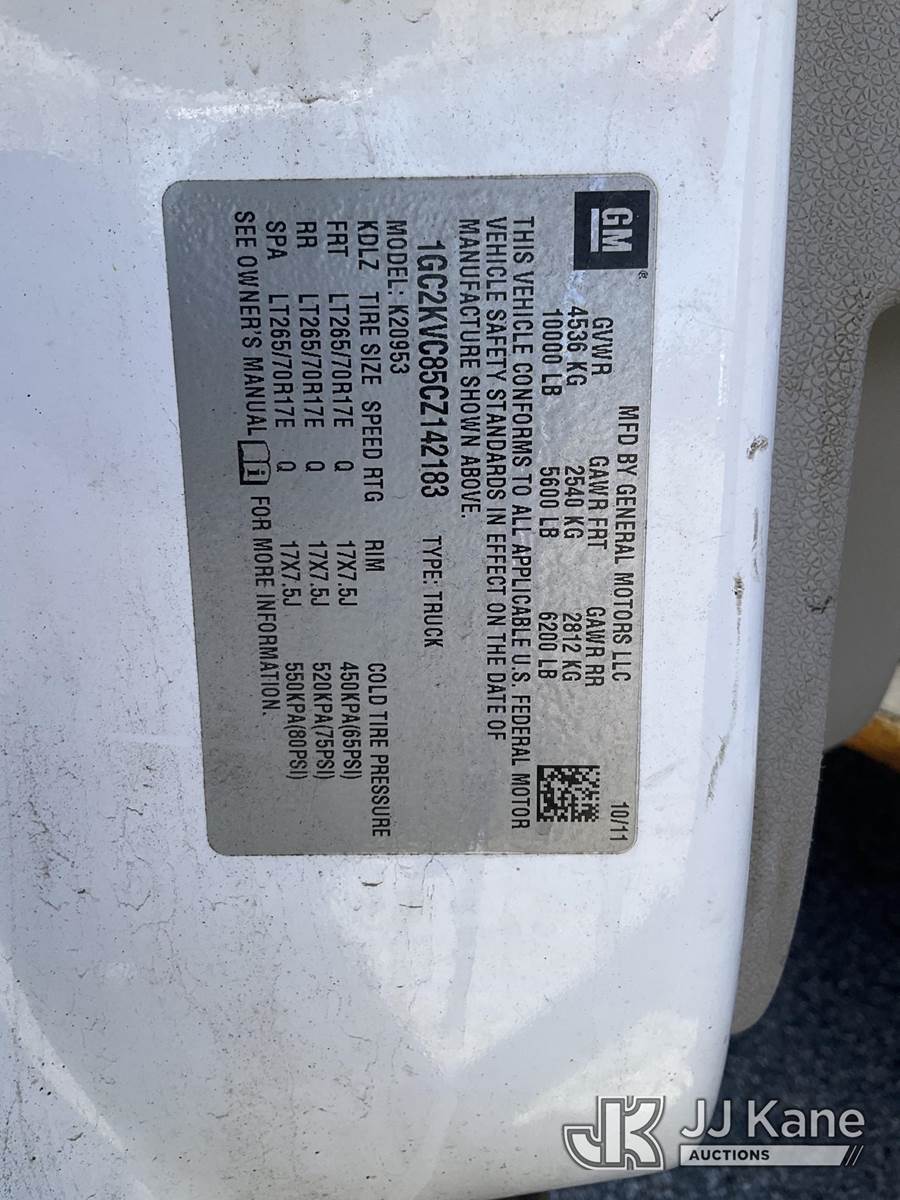 GM®
MFD BY GENERAL MOTORS LLC 10/11
GVWR GAWR FRT GAWR RR
4536 KG 2540 KG 2812 KG
10000 LB 5600 LB 6200 LB
THIS VEHICLE CONFORMS TO ALL APPLICABLE U.S. FEDERAL MOTOR
VEHICLE SAFETY STANDARDS IN EFFECT ON THE DATE OF
MANUFACTURE SHOWN ABOVE.
1GC2KVC85CZ142183 TYPE: TRUCK
MODEL: K20953
KDLZ TIRE SIZE SPEED RTG RIM COLD TIRE PRESSURE
FRT LT265/70R17E Q 17X7.5J 450KPA(65PSI)
RR LT265/70R17E Q 17X7.5J 520KPA(75PSI)
SPA LT265/70R17E Q 17X7.5J 550KPA(80PSI)
SEE OWNER'S MANUAL FOR MORE INFORMATION.
JK JJ Kane
AUCTIONS